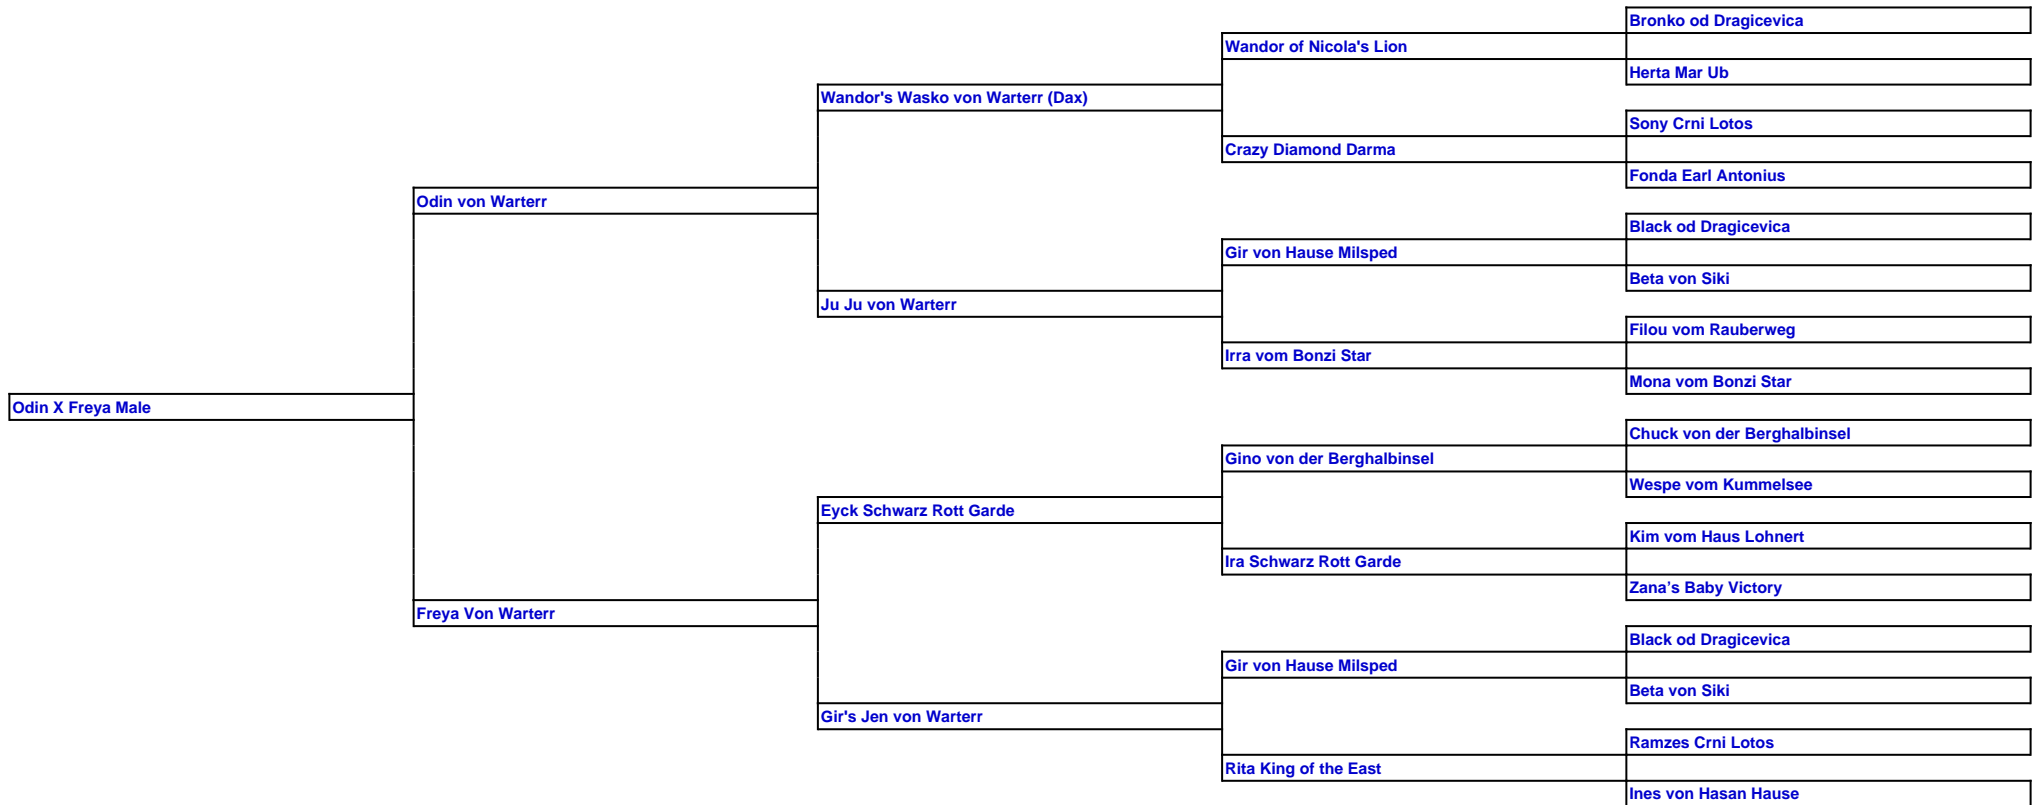 Bronko od Dragicevica
Wandor of Nicola's Lion
Herta Mar Ub
Wandor's Wasko von Warterr (Dax)
Sony Crni Lotos
Crazy Diamond Darma
Fonda Earl Antonius
Odin von Warterr
Black od Dragicevica
Gir von Hause Milsped
Beta von Siki
Ju Ju von Warterr
Filou vom Rauberweg
Irra vom Bonzi Star
Mona vom Bonzi Star
Odin X Freya Male
Chuck von der Berghalbinsel
Gino von der Berghalbinsel
Wespe vom Kummelsee
Eyck Schwarz Rott Garde
Kim vom Haus Lohnert
Ira Schwarz Rott Garde
Zana’s Baby Victory
Freya Von Warterr
Black od Dragicevica
Gir von Hause Milsped
Beta von Siki
Gir's Jen von Warterr
Ramzes Crni Lotos
Rita King of the East
Ines von Hasan Hause